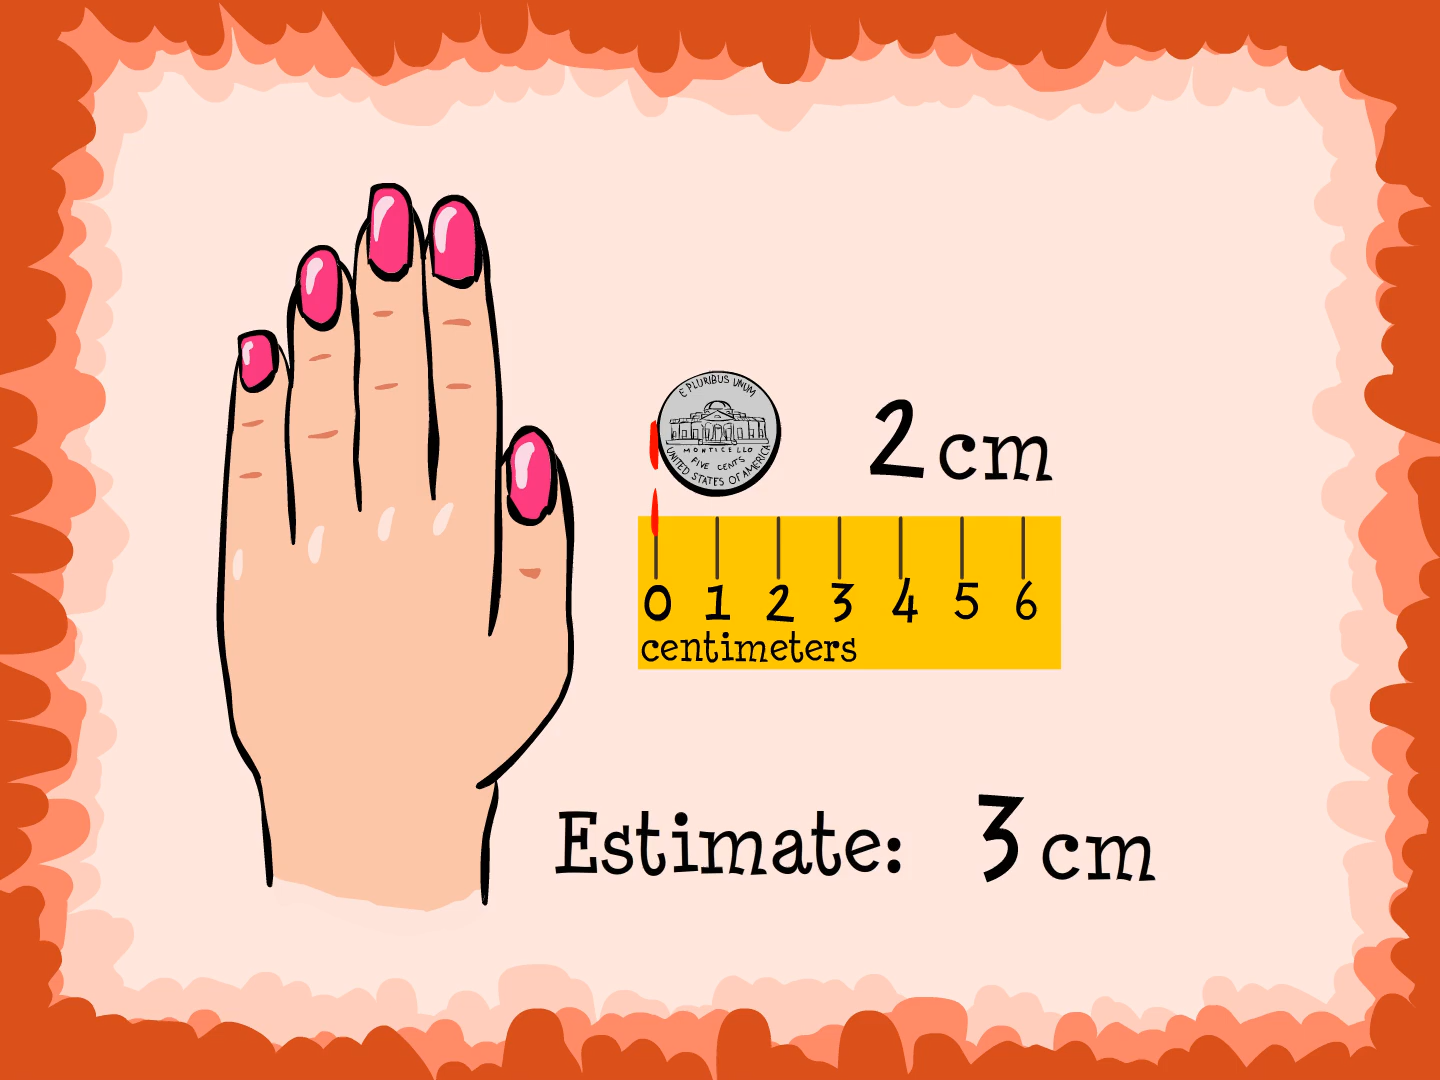 E PLURIBUS UNUM
MONTICELLO
FIVE CENTS
UNITED STATES OF AMERICA
2 cm
0 1 2 3 4 5 6
centimeters
Estimate: 3 cm